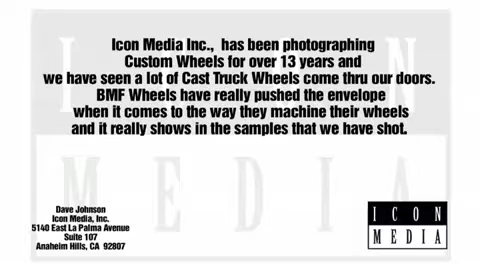 Icon Media Inc.,  has been photographing
Custom Wheels for over 13 years and
we have seen a lot of Cast Truck Wheels come thru our doors.
BMF Wheels have really pushed the envelope
when it comes to the way they machine their wheels
and it really shows in the samples that we have shot.
ICON
MEDIA
Dave Johnson
Icon Media, Inc.
5140 East La Palma Avenue
Suite 107
Anaheim Hills, CA  92807
ICON
MEDIA